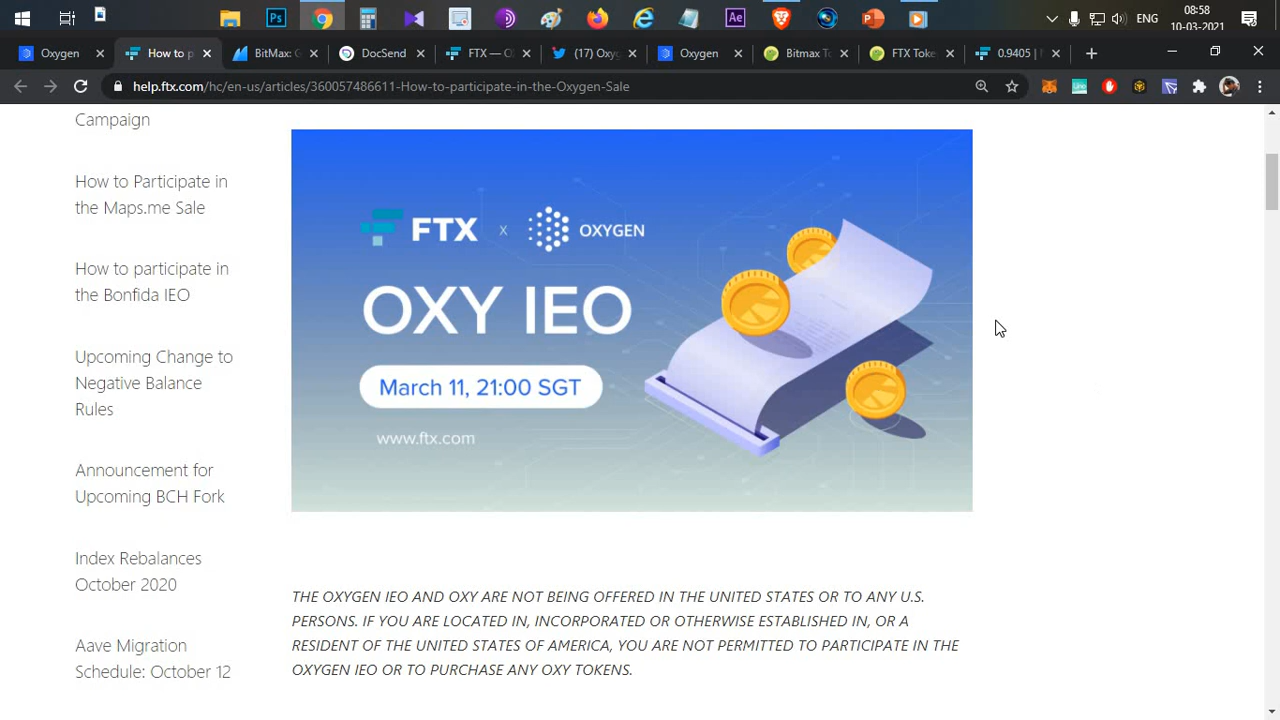 Ps
Ae
ENG
08:58
10-03-2021
Oxygen
How to p
BitMax: G
DocSend
FTX — O
(17) Oxyg
Oxygen
Bitmax To
FTX Toke
0.9405 |
help.ftx.com/hc/en-us/articles/360057486611-How-to-participate-in-the-Oxygen-Sale
Campaign
How to Participate in
the Maps.me Sale
How to participate in
the Bonfida IEO
Upcoming Change to
Negative Balance
Rules
Announcement for
Upcoming BCH Fork
Index Rebalances
October 2020
Aave Migration
Schedule: October 12
FTX x OXYGEN
OXY IEO
March 11, 21:00 SGT
www.ftx.com
THE OXYGEN IEO AND OXY ARE NOT BEING OFFERED IN THE UNITED STATES OR TO ANY U.S.
PERSONS. IF YOU ARE LOCATED IN, INCORPORATED OR OTHERWISE ESTABLISHED IN, OR A
RESIDENT OF THE UNITED STATES OF AMERICA, YOU ARE NOT PERMITTED TO PARTICIPATE IN THE
OXYGEN IEO OR TO PURCHASE ANY OXY TOKENS.